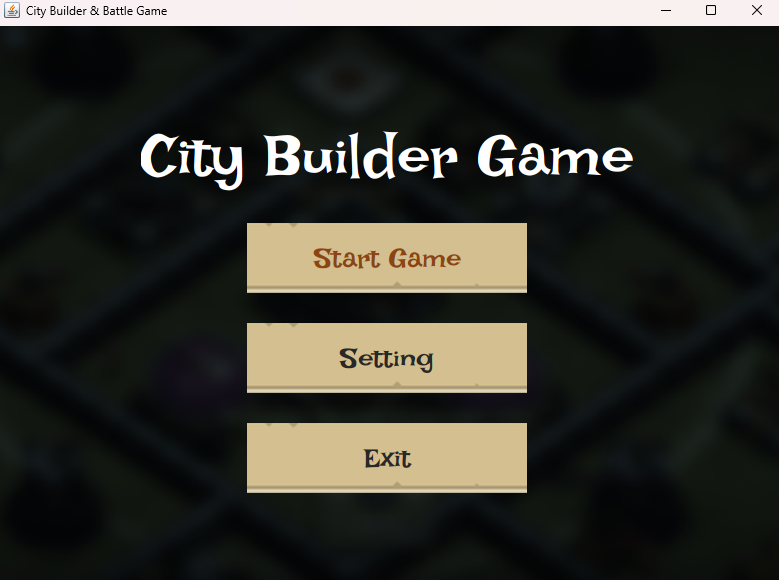 City Builder & Battle Game
City Builder Game
Start Game
Setting
Exit